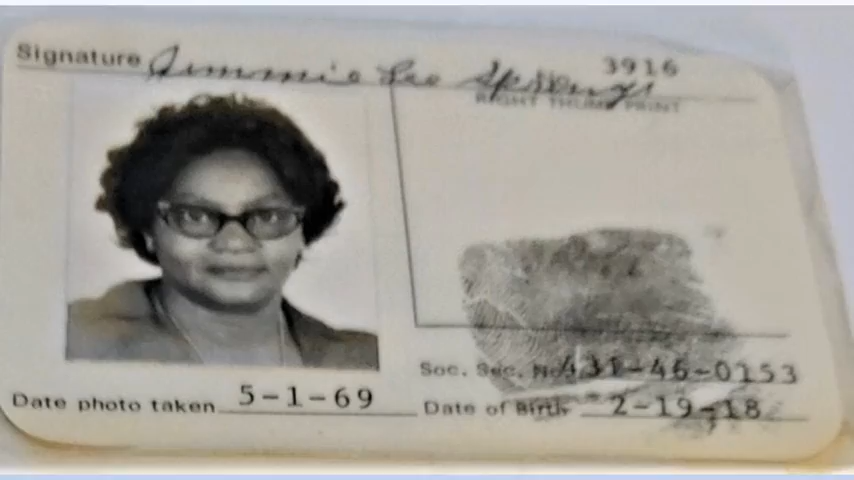 Signature Jimmie Lee Springs 3916
RIGHT THUMB PRINT
Soc. Sec. No. 431-46-0153
Date photo taken 5-1-69
Date of Birth 2-19-18